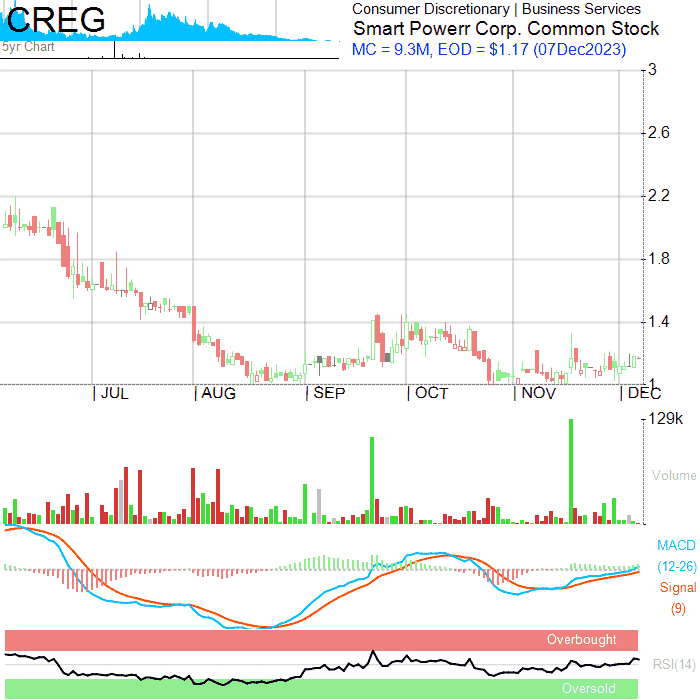 CREG
5yr Chart
Consumer Discretionary | Business Services
Smart Powerr Corp. Common Stock
MC = 9.3M, EOD = $1.17 (07Dec2023)
3
2.6
2.2
1.8
1.4
1
JUL AUG SEP OCT NOV DEC
129k
Volume
MACD
(12-26)
Signal
(9)
Overbought
RSI(14)
Oversold